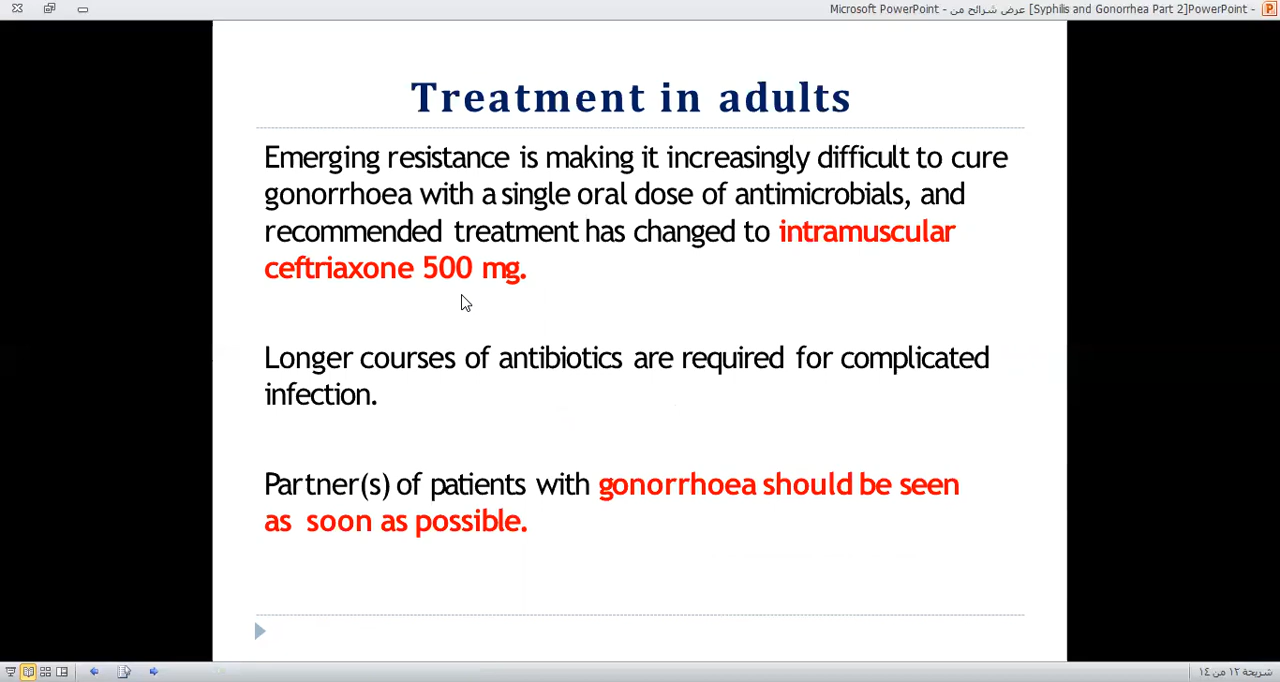 Microsoft PowerPoint - عرض شرائح من [Syphilis and Gonorrhea Part 2]PowerPoint -
Treatment in adults
Emerging resistance is making it increasingly difficult to cure
gonorrhoea with a single oral dose of antimicrobials, and
recommended treatment has changed to intramuscular
ceftriaxone 500 mg.
Longer courses of antibiotics are required for complicated
infection.
Partner(s) of patients with gonorrhoea should be seen
as soon as possible.
شريحة ١٢ من ١٤